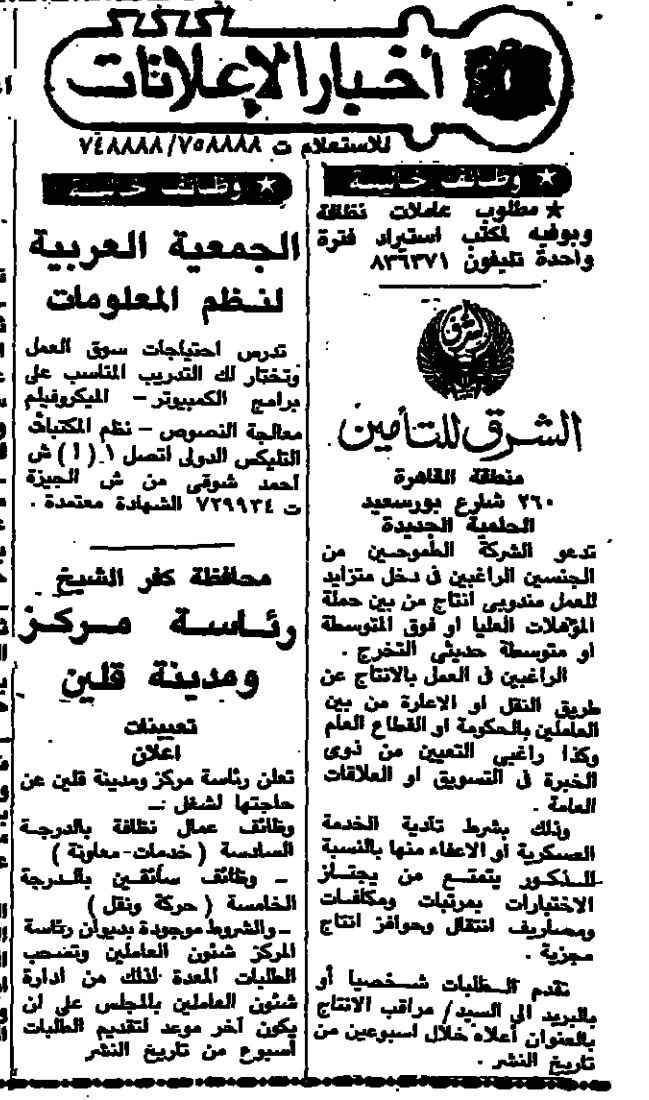 أخبار الإعلانات
للاستعلام ت ٧٥٨٨٨٨/٧٤٨٨٨٨
★ وظائف خالية
★ مطلوب عاملات نظافة
وبوفيه لمكتب استيراد فترة
واحدة تليفون ٨٣٦٣٧١
الشرق
الشرق للتأمين
منطقة القاهرة
٢٦٠ شارع بورسعيد
الحلمية الجديدة
تدعو الشركة الطموحين من
الجنسين الراغبين فى دخل متزايد
للعمل مندوبى انتاج من بين حملة
المؤهلات العليا او فوق المتوسطة
او متوسطة حديثى التخرج .
الراغبين فى العمل بالانتاج عن
طريق النقل او الاعارة من بين
العاملين بالحكومة او القطاع العام
وكذا راغبى التعيين من ذوى
الخبرة فى التسويق او العلاقات
العامة .
وذلك بشرط تأدية الخدمة
العسكرية أو الاعفاء منها بالنسبة
للذكور يتمتع من يجتاز
الاختبارات بمرتبات ومكافآت
ومصاريف انتقال وحوافز انتاج
مجزية .
تقدم الطلبات شخصيا أو
بالبريد الى السيد/ مراقب الانتاج
بالعنوان أعلاه خلال اسبوعين من
تاريخ النشر .
★ وظائف خالية
الجمعية العربية
لنظم المعلومات
تدرس احتياجات سوق العمل
وتختار لك التدريب المناسب على
برامج الكمبيوتر - الميكروفيلم
معالجة النصوص - نظم المكتبات
التليكس الدولى اتصل ١ (أ) ش
أحمد شوقى من ش الجيزة
ت ٧٢٩٩٣٤ الشهادة معتمدة .
محافظة كفر الشيخ
رئاسة مركز
ومدينة قلين
تعيينات
اعلان
تعلن رئاسة مركز ومدينة قلين عن
حاجتها لشغل :-
وظائف عمال نظافة بالدرجة
السادسة ( خدمات - معاونة )
- وظائف سائقين بالدرجة
الخامسة ( حركة ونقل )
- والشروط موجودة بديوان رئاسة
المركز شئون العاملين وتسحب
الطلبات المعدة لذلك من ادارة
شئون العاملين بالمجلس على ان
يكون آخر موعد لتقديم الطلبات
أسبوع من تاريخ النشر